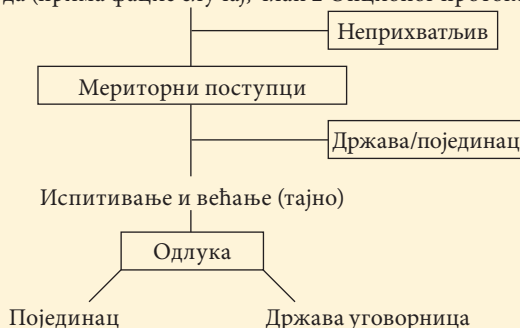 Неприхватљив
Мериторни поступци
Држава/појединац
Испитивање и већање (тајно)
Одлука
Појединац
Држава уговорница